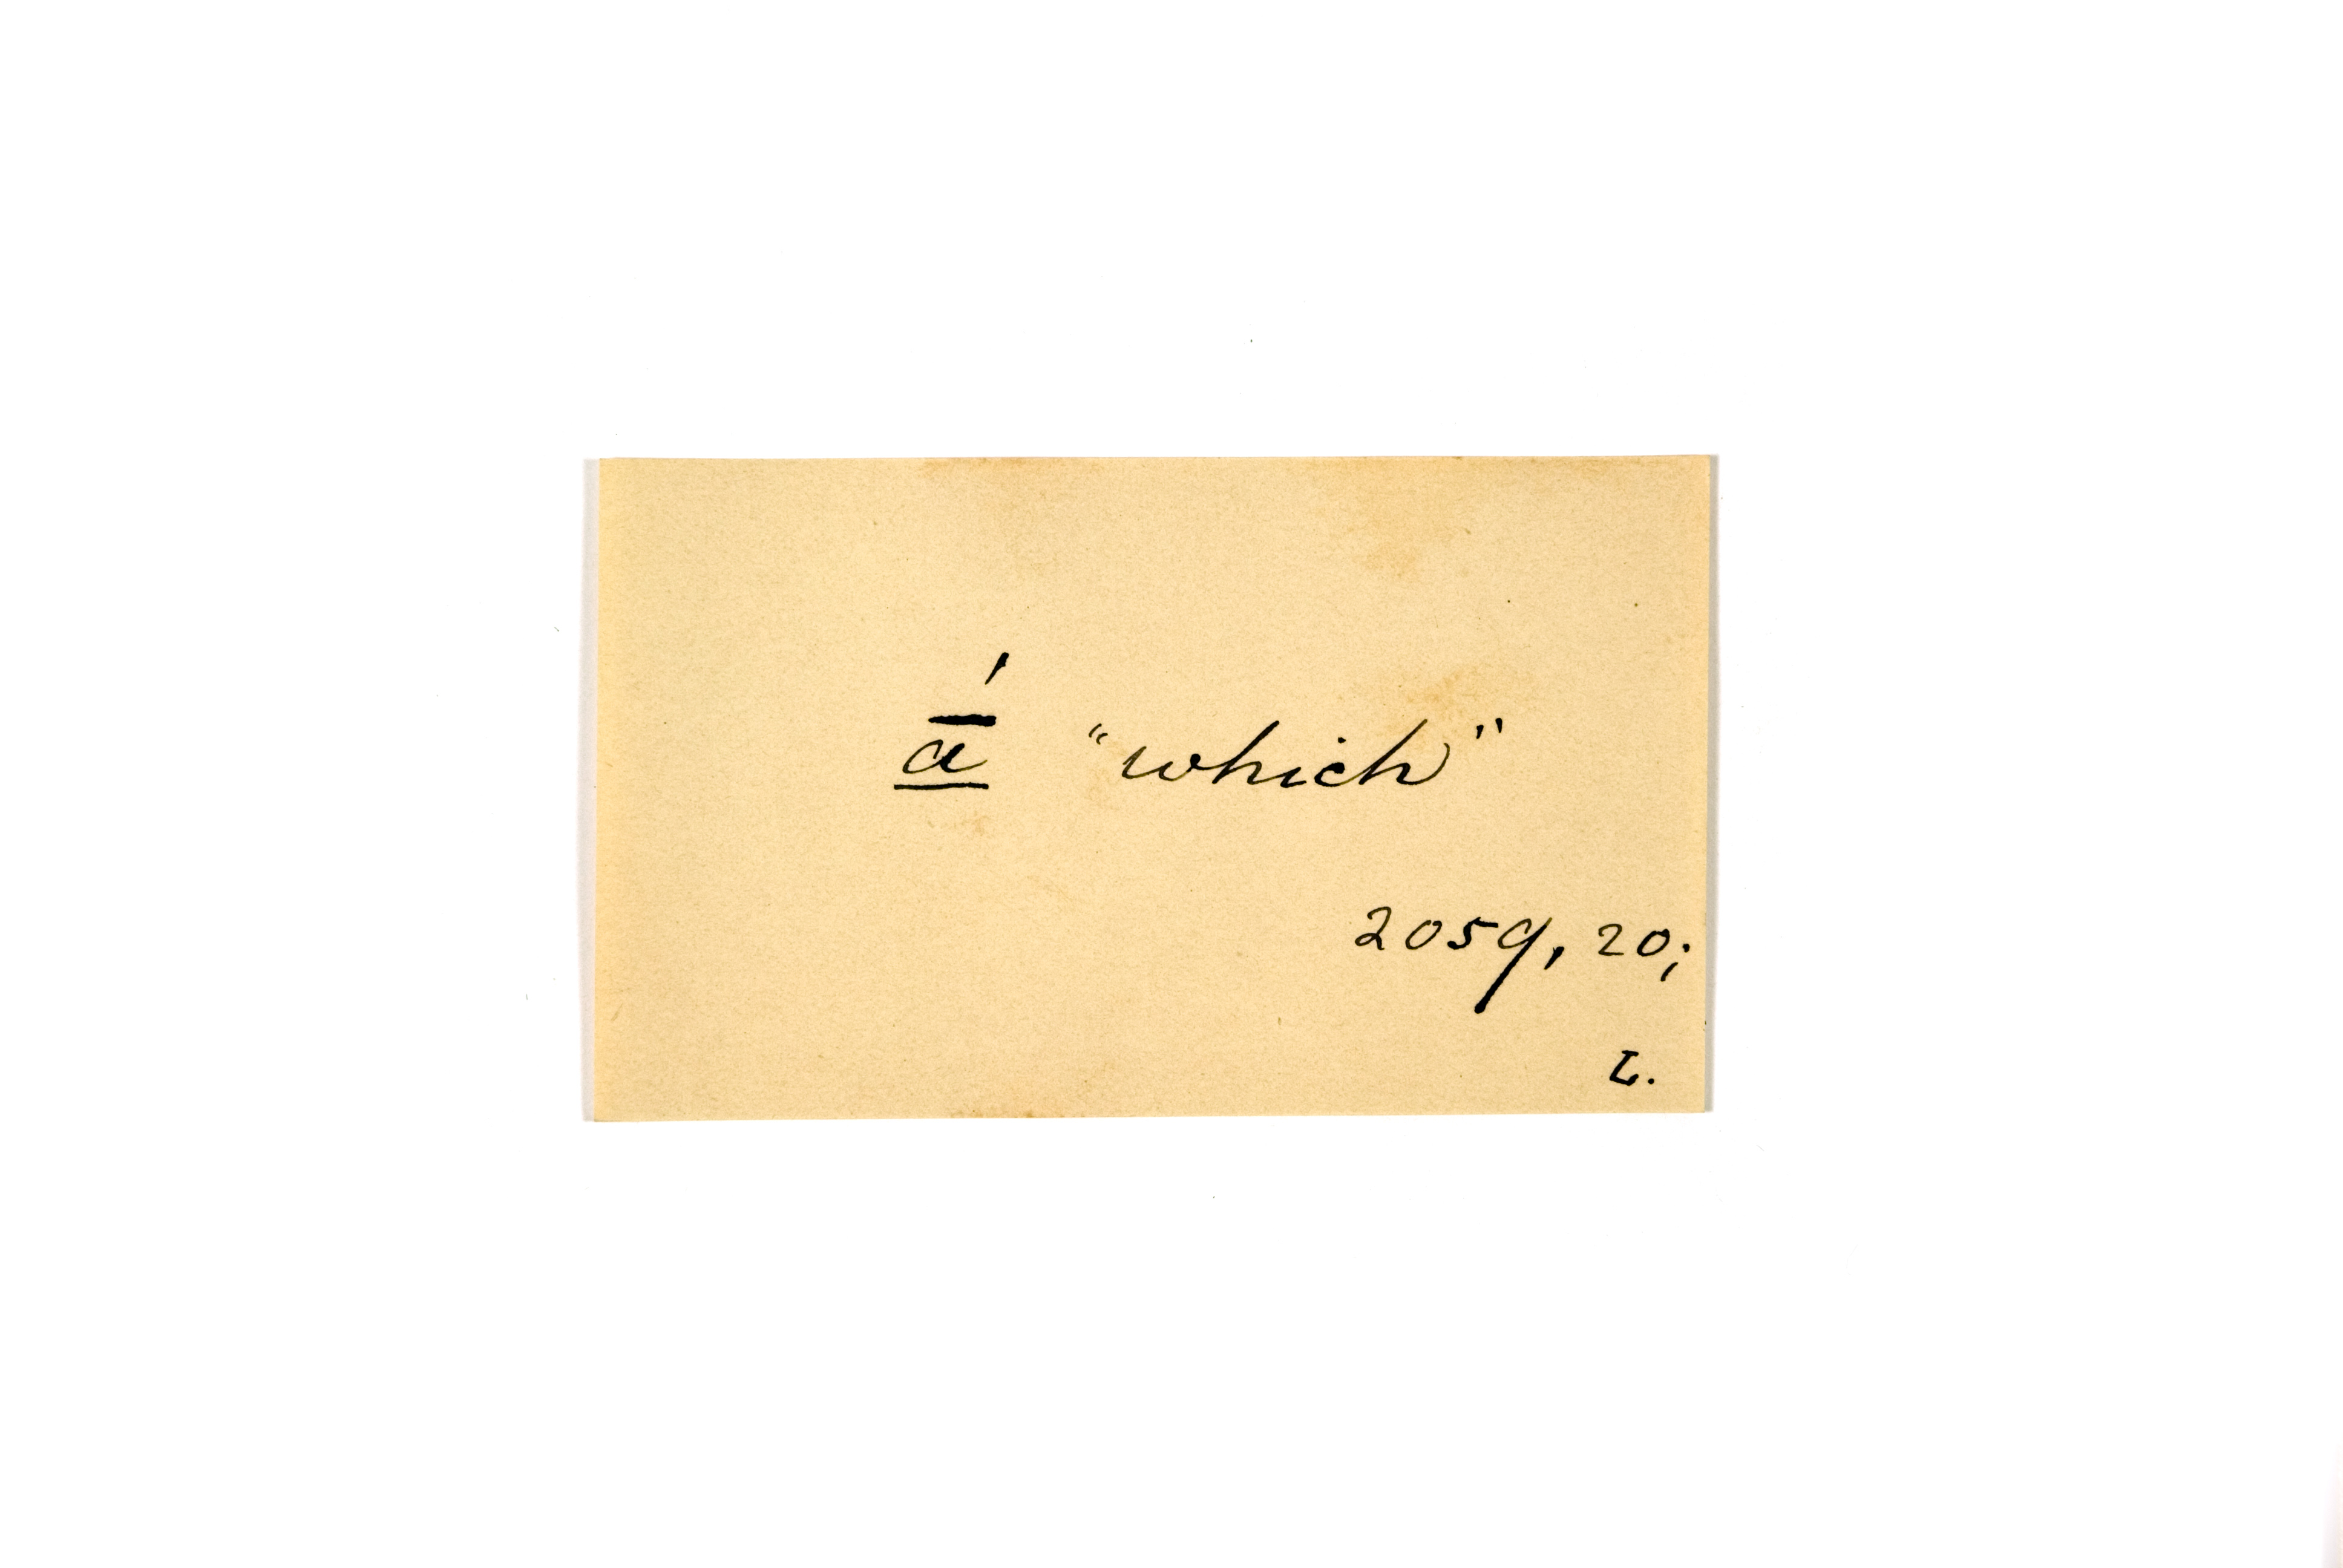 ā́ "which"
2059, 20;
L.